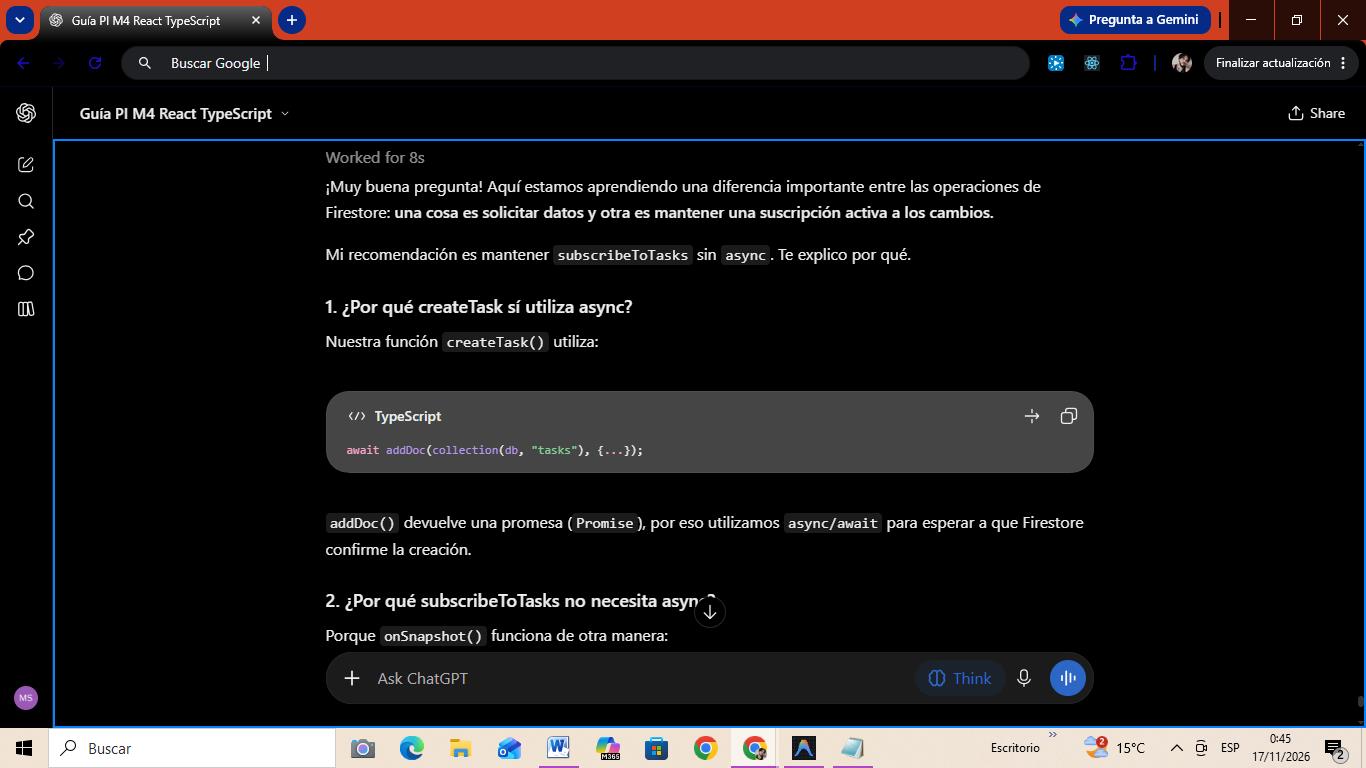 Guía PI M4 React TypeScript
Pregunta a Gemini
Buscar Google
Finalizar actualización
Guía PI M4 React TypeScript
Share
Worked for 8s
¡Muy buena pregunta! Aquí estamos aprendiendo una diferencia importante entre las operaciones de
Firestore: una cosa es solicitar datos y otra es mantener una suscripción activa a los cambios.
Mi recomendación es mantener subscribeToTasks sin async. Te explico por qué.
1. ¿Por qué createTask sí utiliza async?
Nuestra función createTask() utiliza:
</> TypeScript
await addDoc(collection(db, "tasks"), {...});
addDoc() devuelve una promesa (Promise), por eso utilizamos async/await para esperar a que Firestore
confirme la creación.
2. ¿Por qué subscribeToTasks no necesita async?
Porque onSnapshot() funciona de otra manera:
Ask ChatGPT
Think
MS
Buscar
M365
Escritorio
2
15°C
ESP
0:45
17/11/2026
2